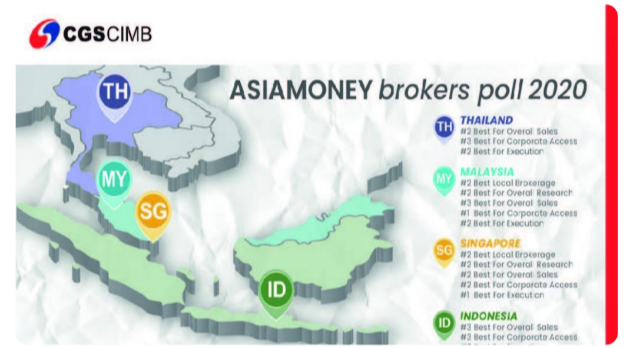 CGSCIMB
ASIAMONEY brokers poll 2020
TH
MY
SG
ID
TH
THAILAND
#2 Best For Overall Sales
#3 Best For Corporate Access
#2 Best For Execution
MY
MALAYSIA
#2 Best Local Brokerage
#2 Best For Overall Research
#3 Best For Overall Sales
#1 Best For Corporate Access
#2 Best For Execution
SG
SINGAPORE
#2 Best Local Brokerage
#2 Best For Overall Research
#2 Best For Overall Sales
#2 Best For Corporate Access
#1 Best For Execution
ID
INDONESIA
#3 Best For Overall Sales
#3 Best For Corporate Access